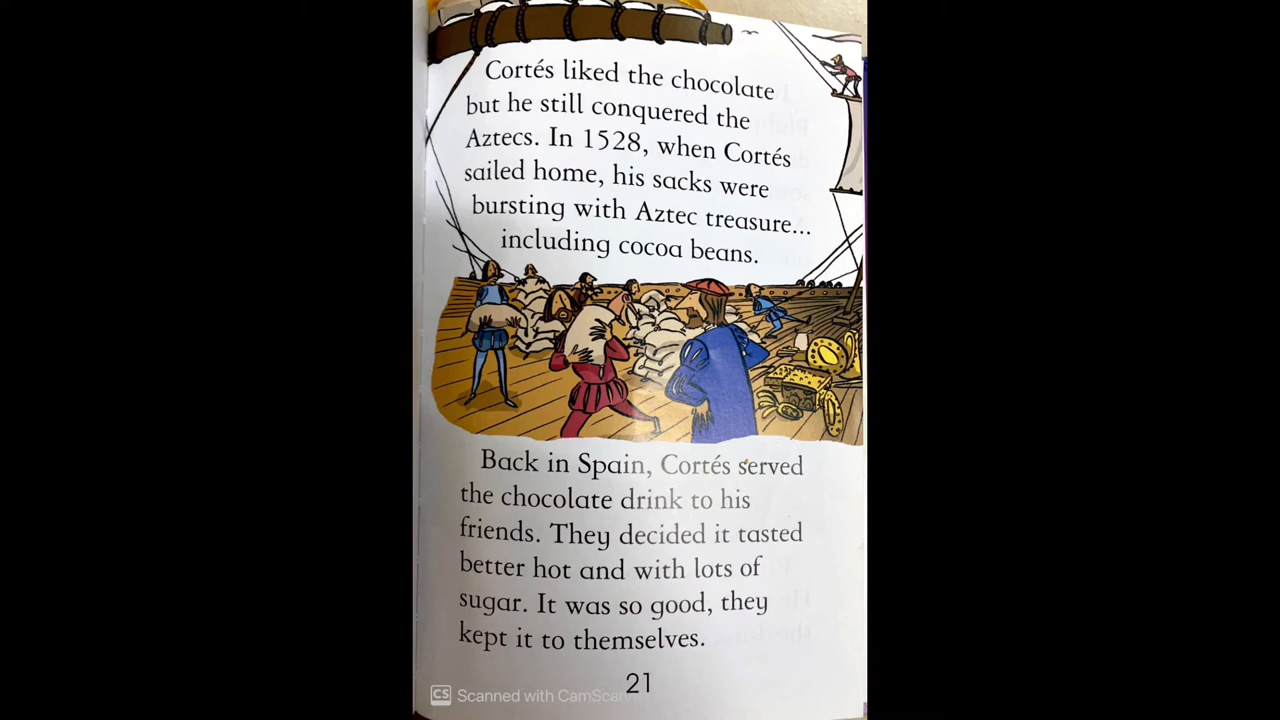 Cortés liked the chocolate
but he still conquered the
Aztecs. In 1528, when Cortés
sailed home, his sacks were
bursting with Aztec treasure...
including cocoa beans.
Back in Spain, Cortés served
the chocolate drink to his
friends. They decided it tasted
better hot and with lots of
sugar. It was so good, they
kept it to themselves.
21
CS Scanned with CamScan